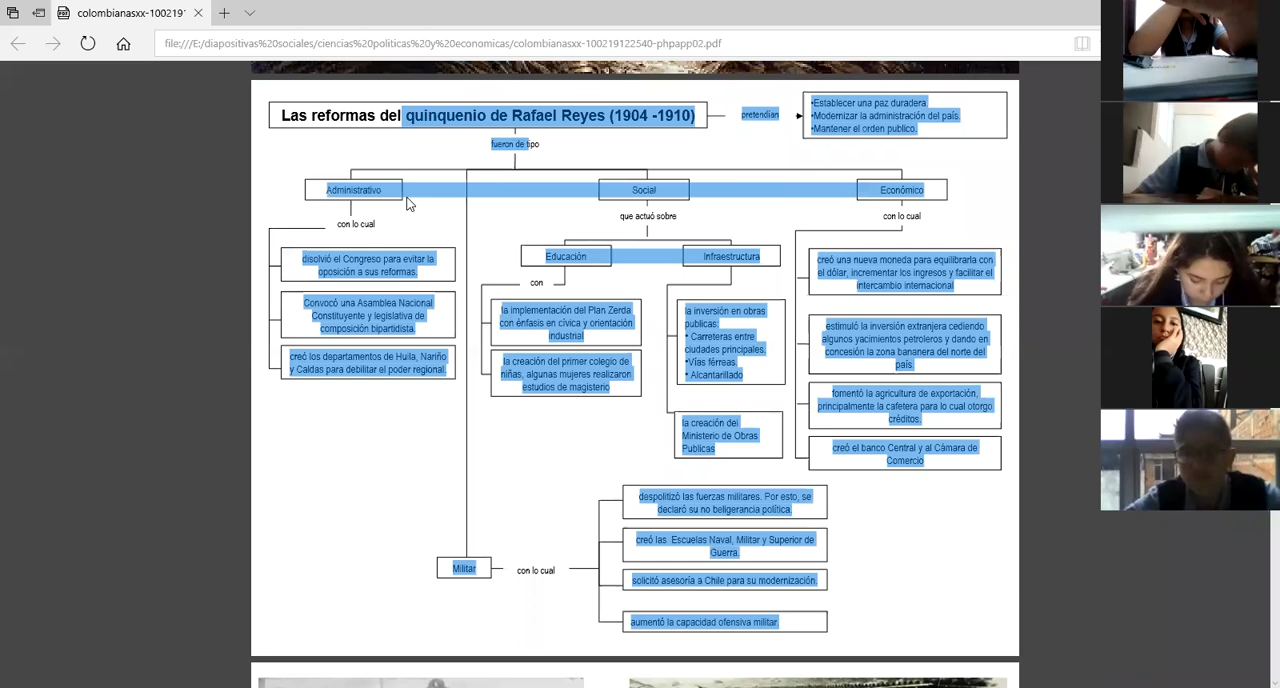 colombianasxx-10021912
file:///E:/diapositivas%20sociales/ciencias%20politicas%20y%20economicas/colombianasxx-100219122540-phpapp02.pdf
Las reformas del quinquenio de Rafael Reyes (1904 -1910)
pretendían
•Establecer una paz duradera.
•Modernizar la administración del país.
•Mantener el orden publico.
fueron de tipo
Administrativo
Social
Económico
con lo cual
que actuó sobre
con lo cual
disolvió el Congreso para evitar la
oposición a sus reformas.
Convocó una Asamblea Nacional
Constituyente y legislativa de
composición bipartidista.
creó los departamentos de Huila, Nariño
y Caldas para debilitar el poder regional.
Educación
Infraestructura
con
la implementación del Plan Zerda
con énfasis en cívica y orientación
industrial
la creación del primer colegio de
niñas, algunas mujeres realizaron
estudios de magisterio
la inversión en obras
publicas:
• Carreteras entre
ciudades principales.
•Vías férreas.
• Alcantarillado
la creación del
Ministerio de Obras
Publicas
creó una nueva moneda para equilibrarla con
el dólar, incrementar los ingresos y facilitar el
intercambio internacional
estimuló la inversión extranjera cediendo
algunos yacimientos petroleros y dando en
concesión la zona bananera del norte del
país.
fomentó la agricultura de exportación,
principalmente la cafetera para lo cual otorgo
créditos.
creó el banco Central y al Cámara de
Comercio
Militar
con lo cual
despolitizó las fuerzas militares. Por esto, se
declaró su no beligerancia política.
creó las Escuelas Naval, Militar y Superior de
Guerra.
solicitó asesoría a Chile para su modernización.
aumentó la capacidad ofensiva militar.